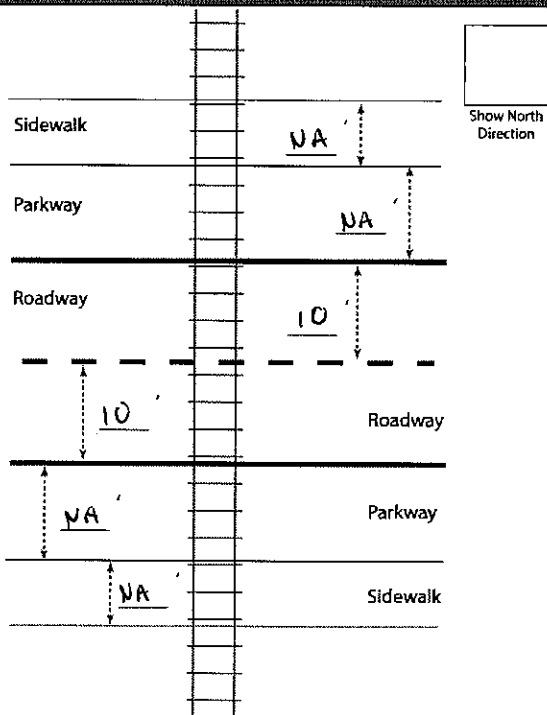 Show North
Direction
Sidewalk
NA '
Parkway
NA '
Roadway
10 '
10 '
Roadway
NA '
Parkway
NA '
Sidewalk